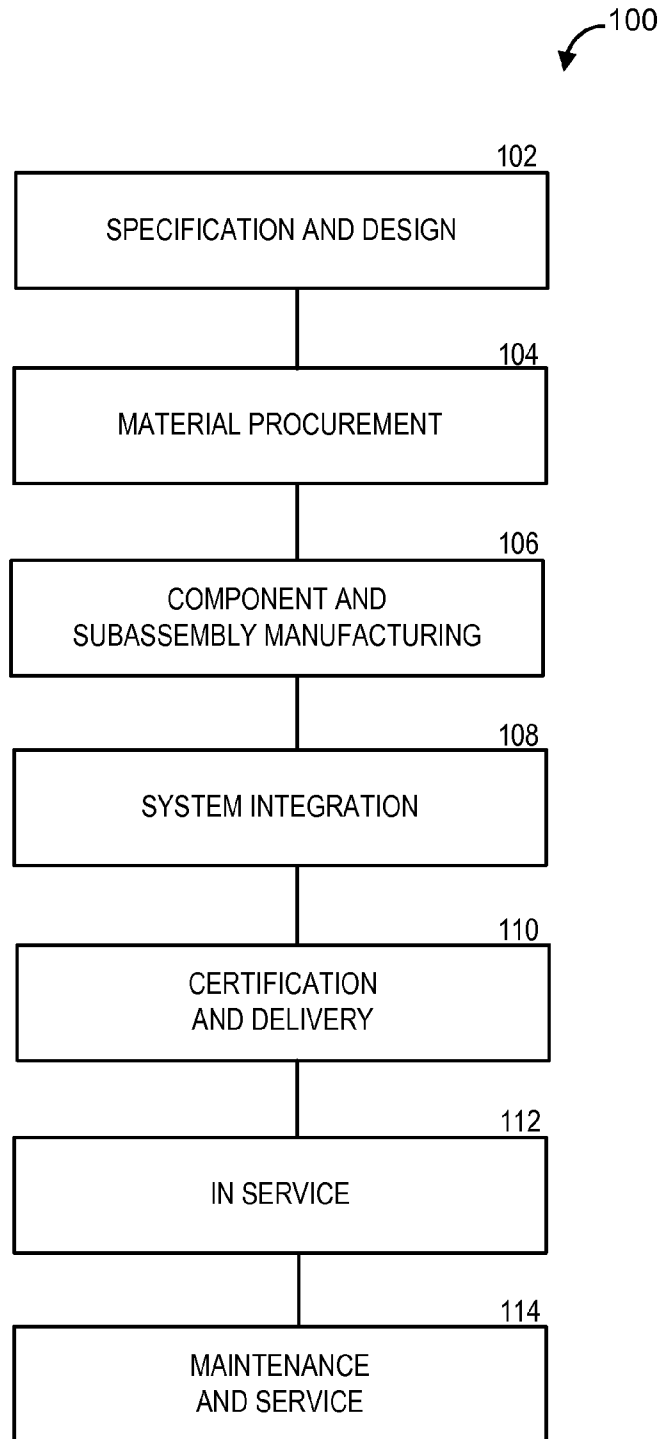 100
102
SPECIFICATION AND DESIGN
104
MATERIAL PROCUREMENT
106
COMPONENT AND
SUBASSEMBLY MANUFACTURING
108
SYSTEM INTEGRATION
110
CERTIFICATION
AND DELIVERY
112
IN SERVICE
114
MAINTENANCE
AND SERVICE